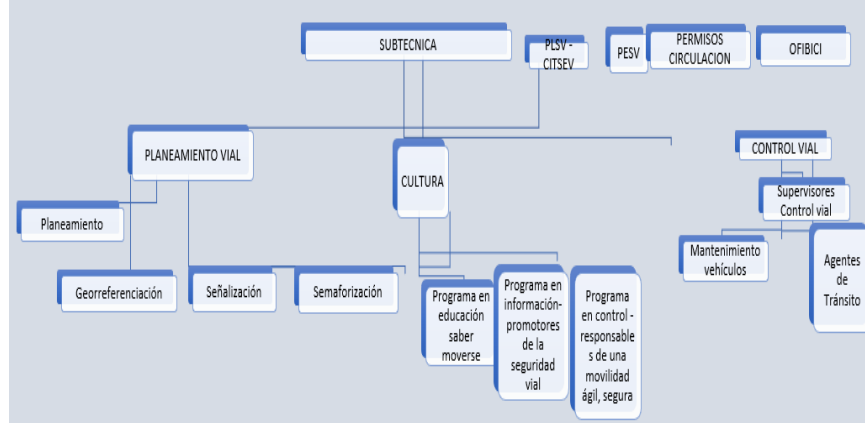 SUBTECNICA
PLSV -
CITSEV
PESV
PERMISOS
CIRCULACION
OFIBICI
PLANEAMIENTO VIAL
CULTURA
CONTROL VIAL
Supervisores
Control vial
Planeamiento
Mantenimiento
vehículos
Agentes
de
Tránsito
Georreferenciación
Señalización
Semaforización
Programa en
educación
saber
moverse
Programa en
información-
promotores
de la
seguridad
vial
Programa
en control -
responsable
s de una
movilidad
ágil, segura